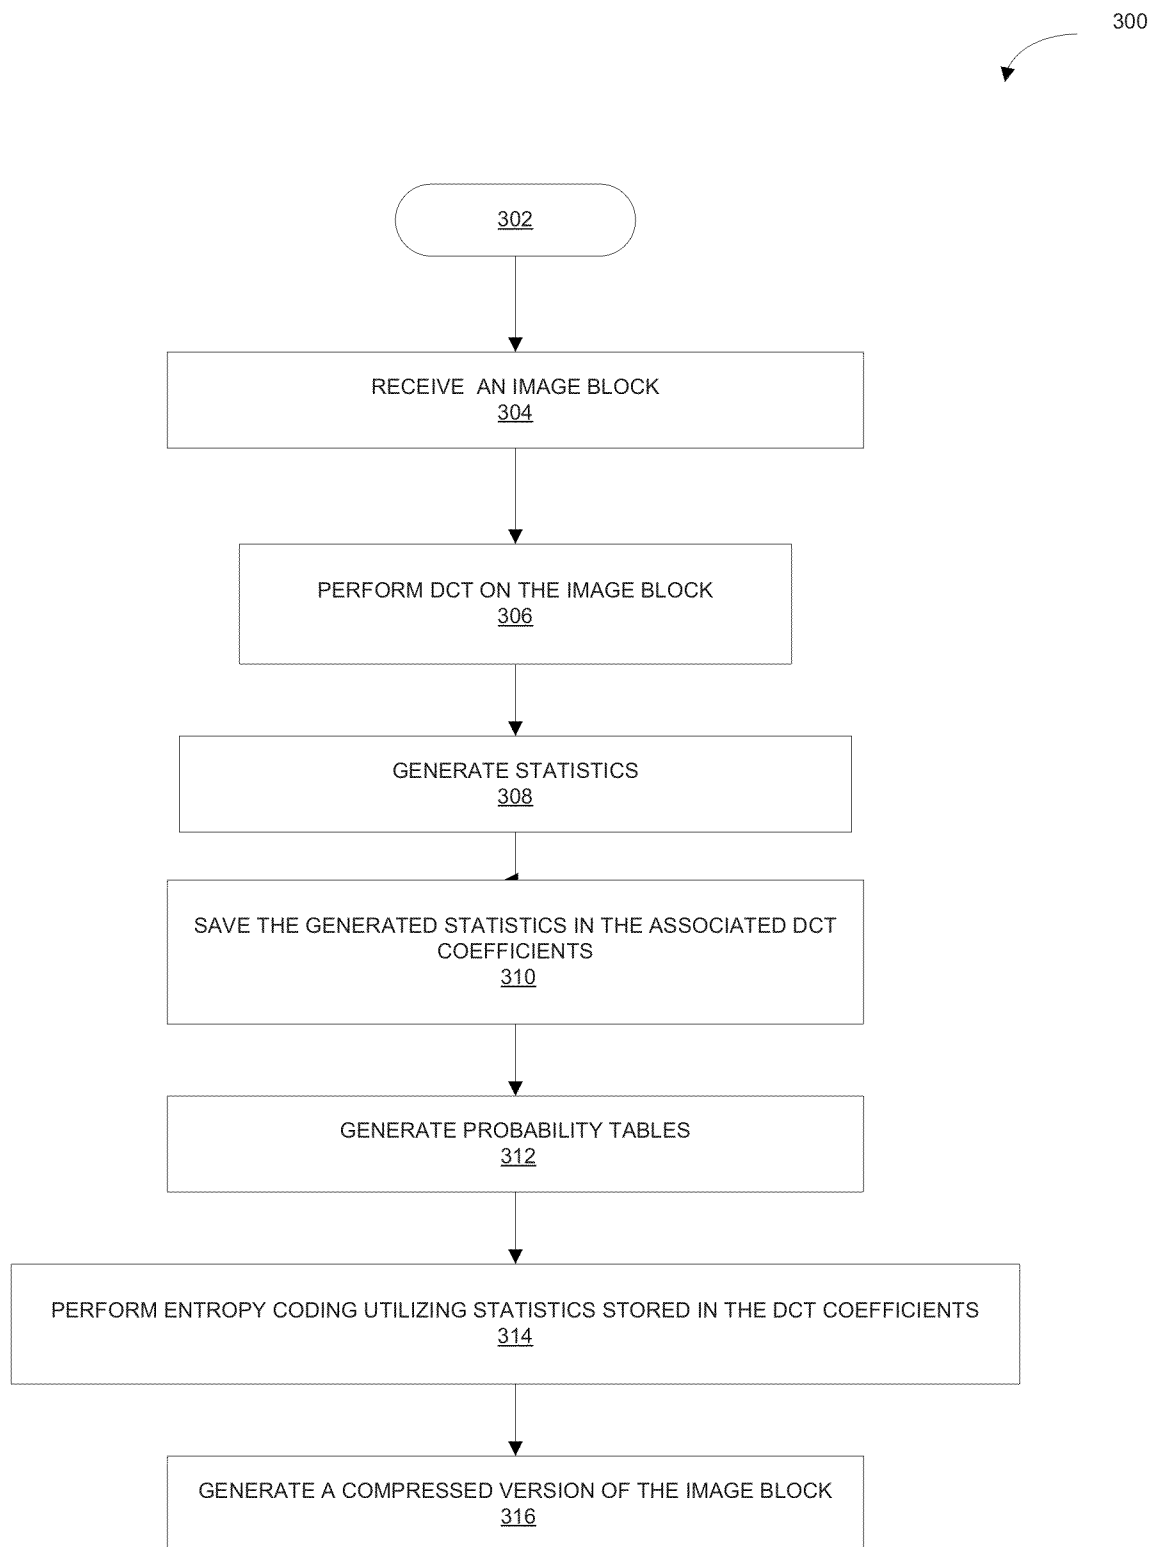 300
302
RECEIVE AN IMAGE BLOCK
304
PERFORM DCT ON THE IMAGE BLOCK
306
GENERATE STATISTICS
308
SAVE THE GENERATED STATISTICS IN THE ASSOCIATED DCT
COEFFICIENTS
310
GENERATE PROBABILITY TABLES
312
PERFORM ENTROPY CODING UTILIZING STATISTICS STORED IN THE DCT COEFFICIENTS
314
GENERATE A COMPRESSED VERSION OF THE IMAGE BLOCK
316